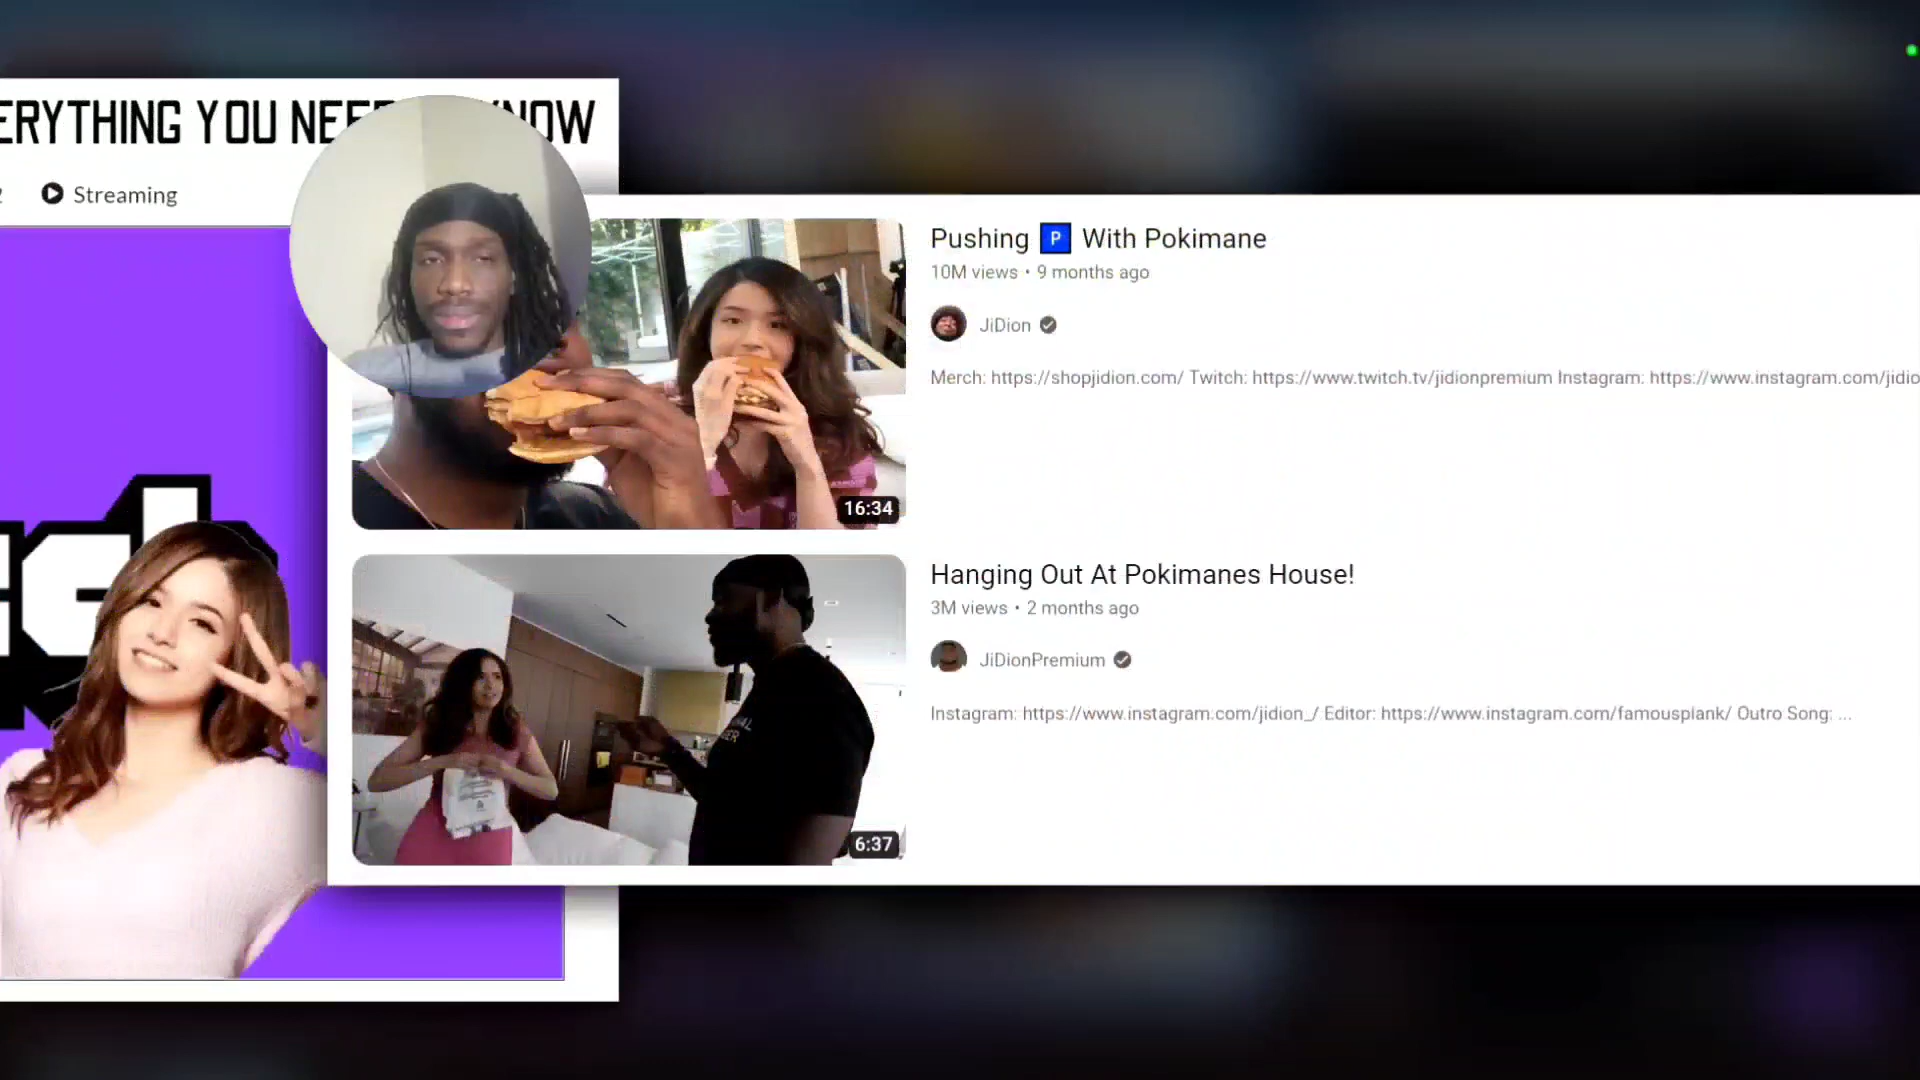 ERYTHING YOU NEE NOW
Streaming
Pushing P With Pokimane
10M views • 9 months ago
JiDion
Merch: https://shopjidion.com/ Twitch: https://www.twitch.tv/jidionpremium Instagram: https://www.instagram.com/jidio
16:34
Hanging Out At Pokimanes House!
3M views • 2 months ago
JiDionPremium
Instagram: https://www.instagram.com/jidion_/ Editor: https://www.instagram.com/famousplank/ Outro Song: ...
6:37